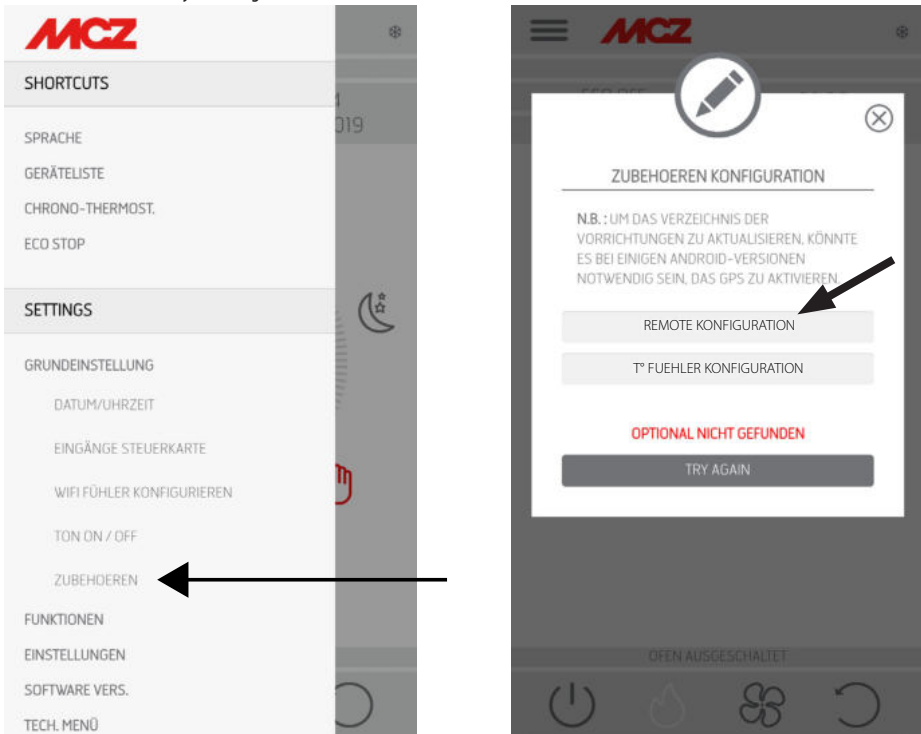 MCZ
SHORTCUTS
SPRACHE
GERÄTELISTE
CHRONO-THERMOST.
ECO STOP
SETTINGS
GRUNDEINSTELLUNG
DATUM/UHRZEIT
EINGÄNGE STEUERKARTE
WIFI FÜHLER KONFIGURIEREN
TON ON / OFF
ZUBEHOEREN
FUNKTIONEN
EINSTELLUNGEN
SOFTWARE VERS.
TECH. MENÜ
019
MCZ
ZUBEHOEREN KONFIGURATION
N.B. : UM DAS VERZEICHNIS DER
VORRICHTUNGEN ZU AKTUALISIEREN, KÖNNTE
ES BEI EINIGEN ANDROID-VERSIONEN
NOTWENDIG SEIN, DAS GPS ZU AKTIVIEREN.
REMOTE KONFIGURATION
T° FUEHLER KONFIGURATION
OPTIONAL NICHT GEFUNDEN
TRY AGAIN
OFEN AUSGESCHALTET